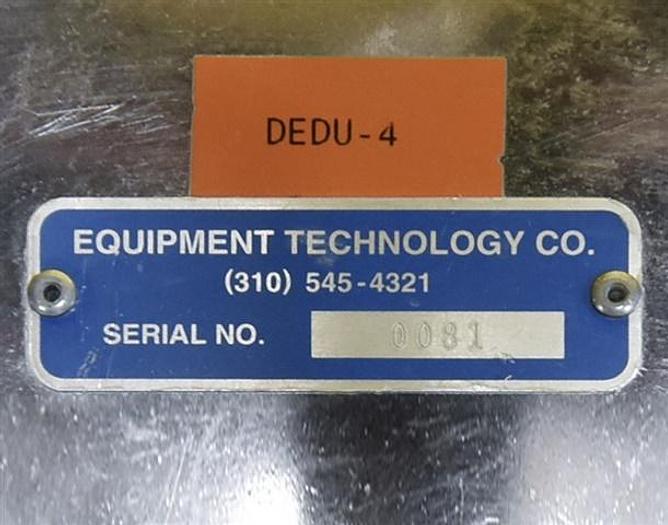 DEDU-4
EQUIPMENT TECHNOLOGY CO.
(310) 545-4321
SERIAL NO. 0081